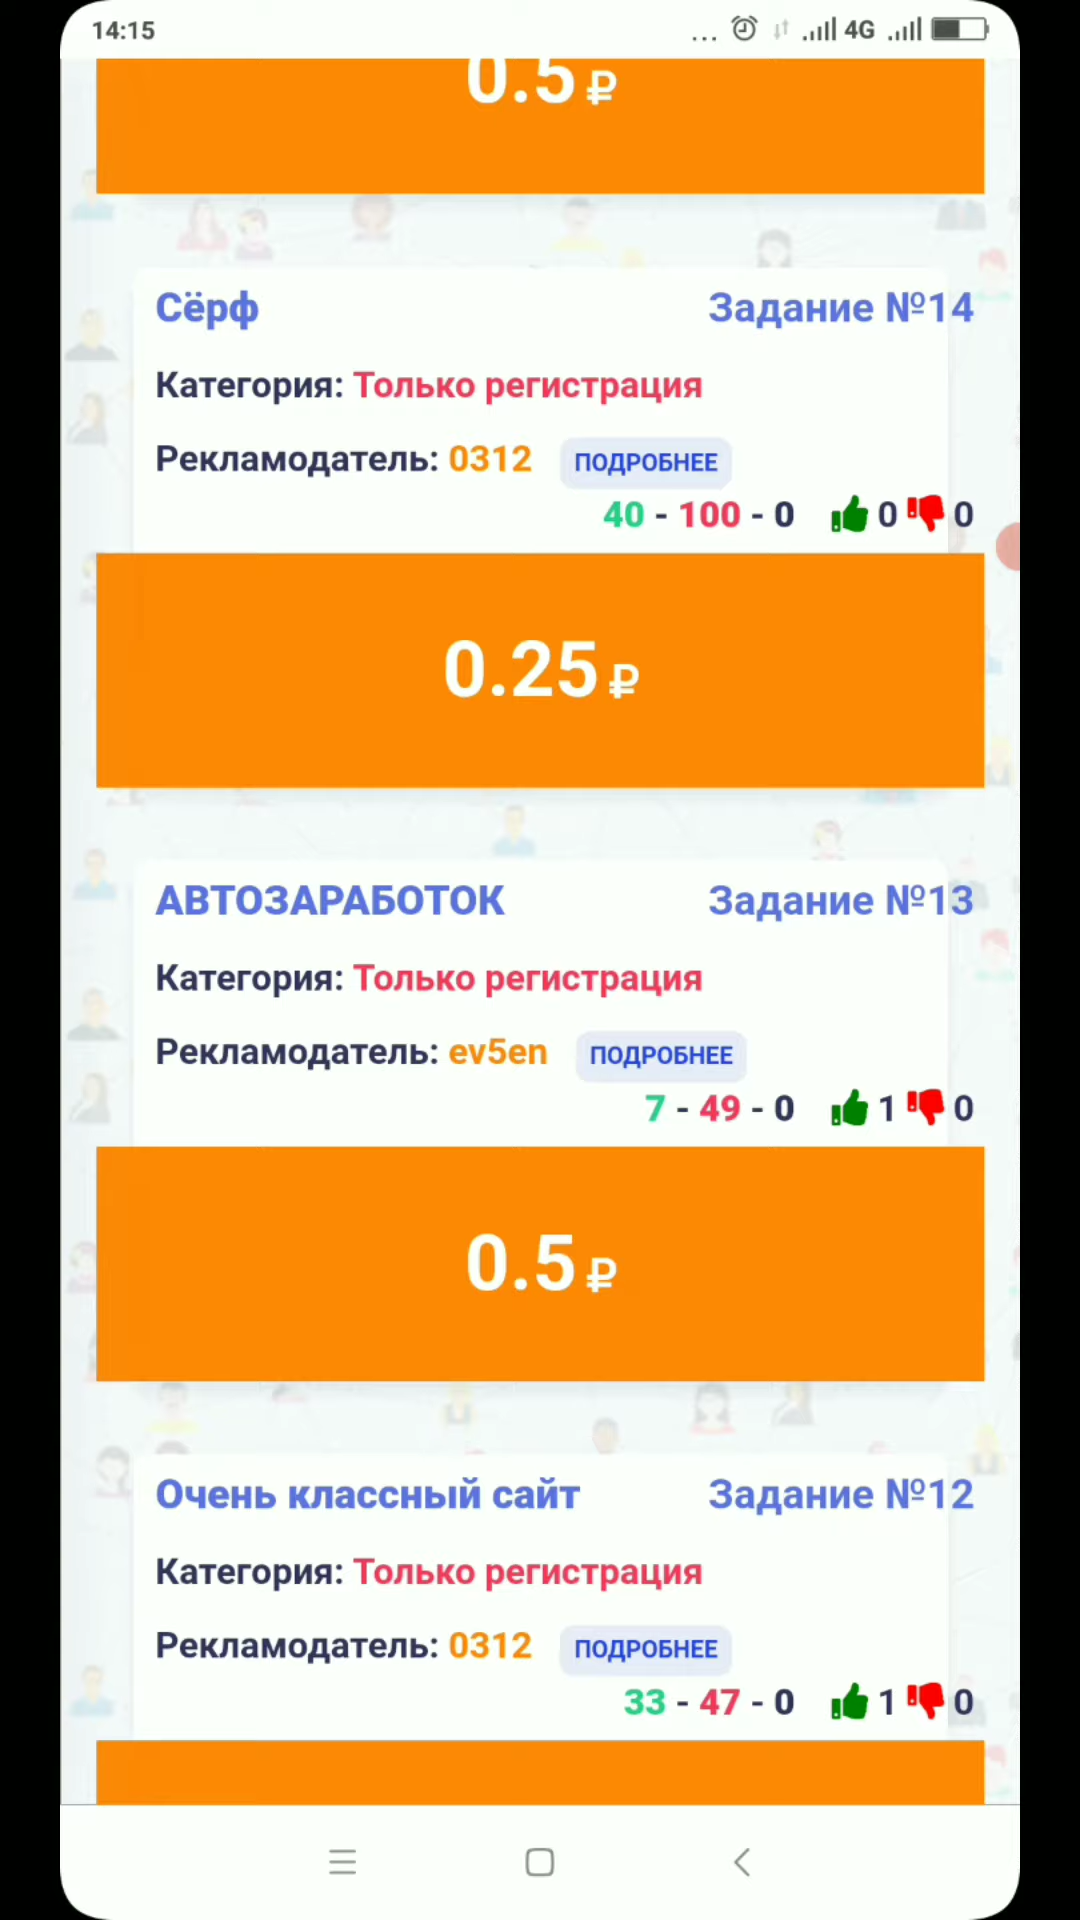 14:15 ... 4G
0.5 ₽
Сёрф Задание №14
Категория: Только регистрация
Рекламодатель: 0312 ПОДРОБНЕЕ
40 - 100 - 0 0 0
0.25 ₽
АВТОЗАРАБОТОК Задание №13
Категория: Только регистрация
Рекламодатель: ev5en ПОДРОБНЕЕ
7 - 49 - 0 1 0
0.5 ₽
Очень классный сайт Задание №12
Категория: Только регистрация
Рекламодатель: 0312 ПОДРОБНЕЕ
33 - 47 - 0 1 0